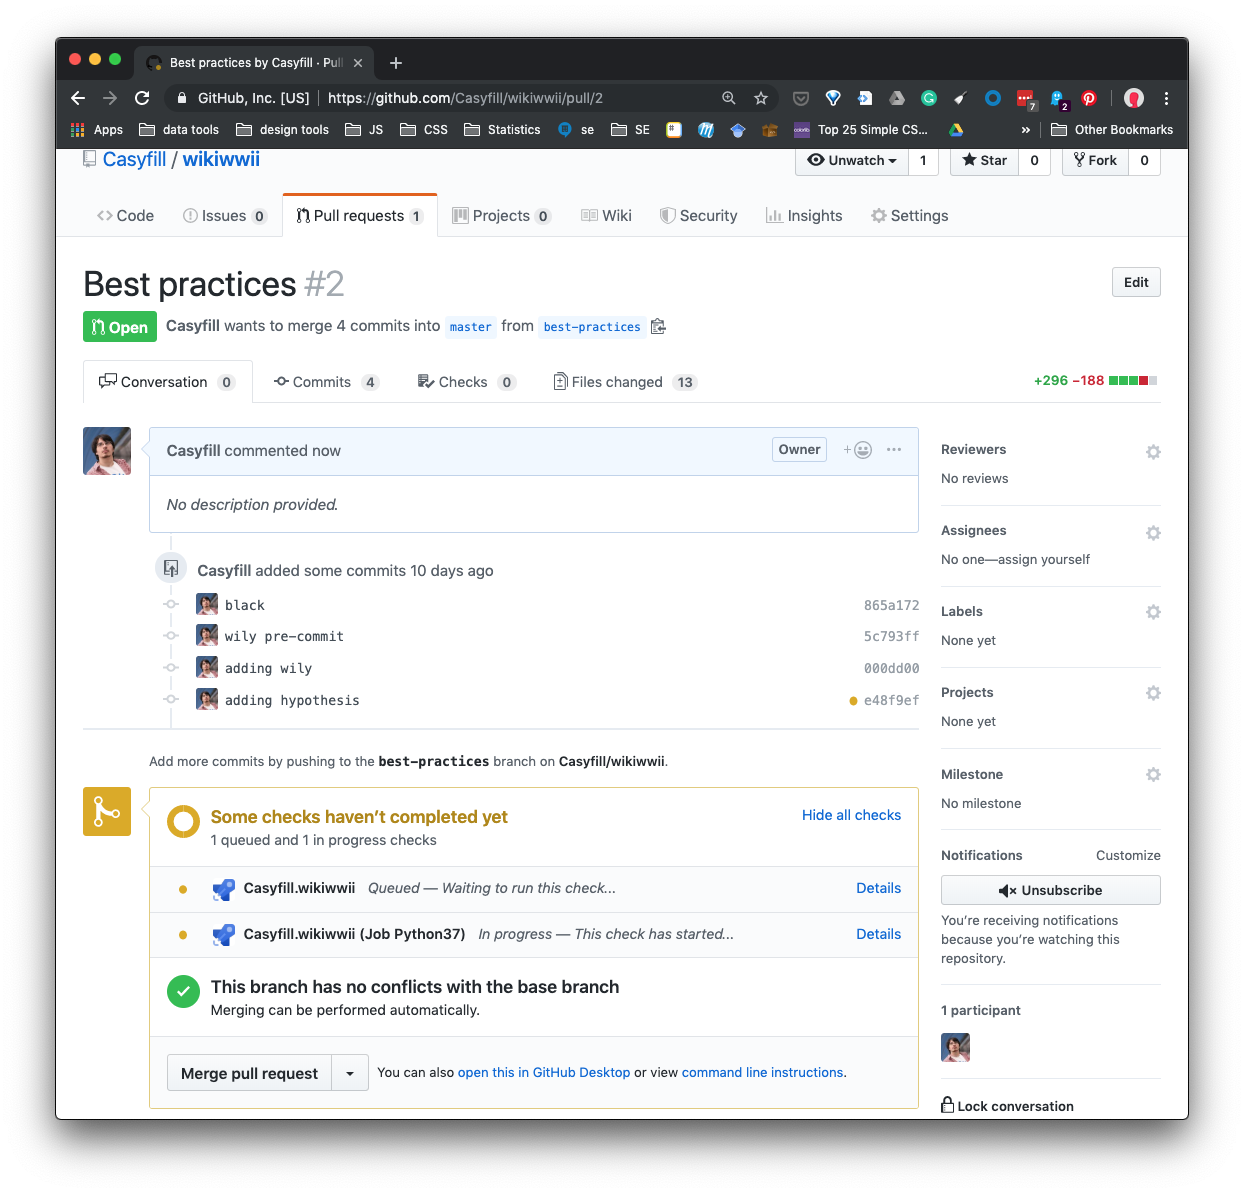 Best practices by Casyfill · Pul
GitHub, Inc. [US] https://github.com/Casyfill/wikiwwii/pull/2
7 2
Apps data tools design tools JS CSS Statistics se SE Top 25 Simple CS... » Other Bookmarks
Casyfill / wikiwwii Unwatch 1 Star 0 Fork 0
Code Issues 0 Pull requests 1 Projects 0 Wiki Security Insights Settings
Best practices #2 Edit
Open Casyfill wants to merge 4 commits into master from best-practices
Conversation 0 Commits 4 Checks 0 Files changed 13 +296 −188
Casyfill commented now Owner + ...
No description provided.
Casyfill added some commits 10 days ago
black 865a172
wily pre-commit 5c793ff
adding wily 000dd00
adding hypothesis e48f9ef
Add more commits by pushing to the best-practices branch on Casyfill/wikiwwii.
Some checks haven’t completed yet Hide all checks
1 queued and 1 in progress checks
Casyfill.wikiwwii Queued — Waiting to run this check... Details
Casyfill.wikiwwii (Job Python37) In progress — This check has started... Details
This branch has no conflicts with the base branch
Merging can be performed automatically.
Merge pull request You can also open this in GitHub Desktop or view command line instructions.
Reviewers
No reviews
Assignees
No one—assign yourself
Labels
None yet
Projects
None yet
Milestone
No milestone
Notifications Customize
Unsubscribe
You’re receiving notifications
because you’re watching this
repository.
1 participant
Lock conversation